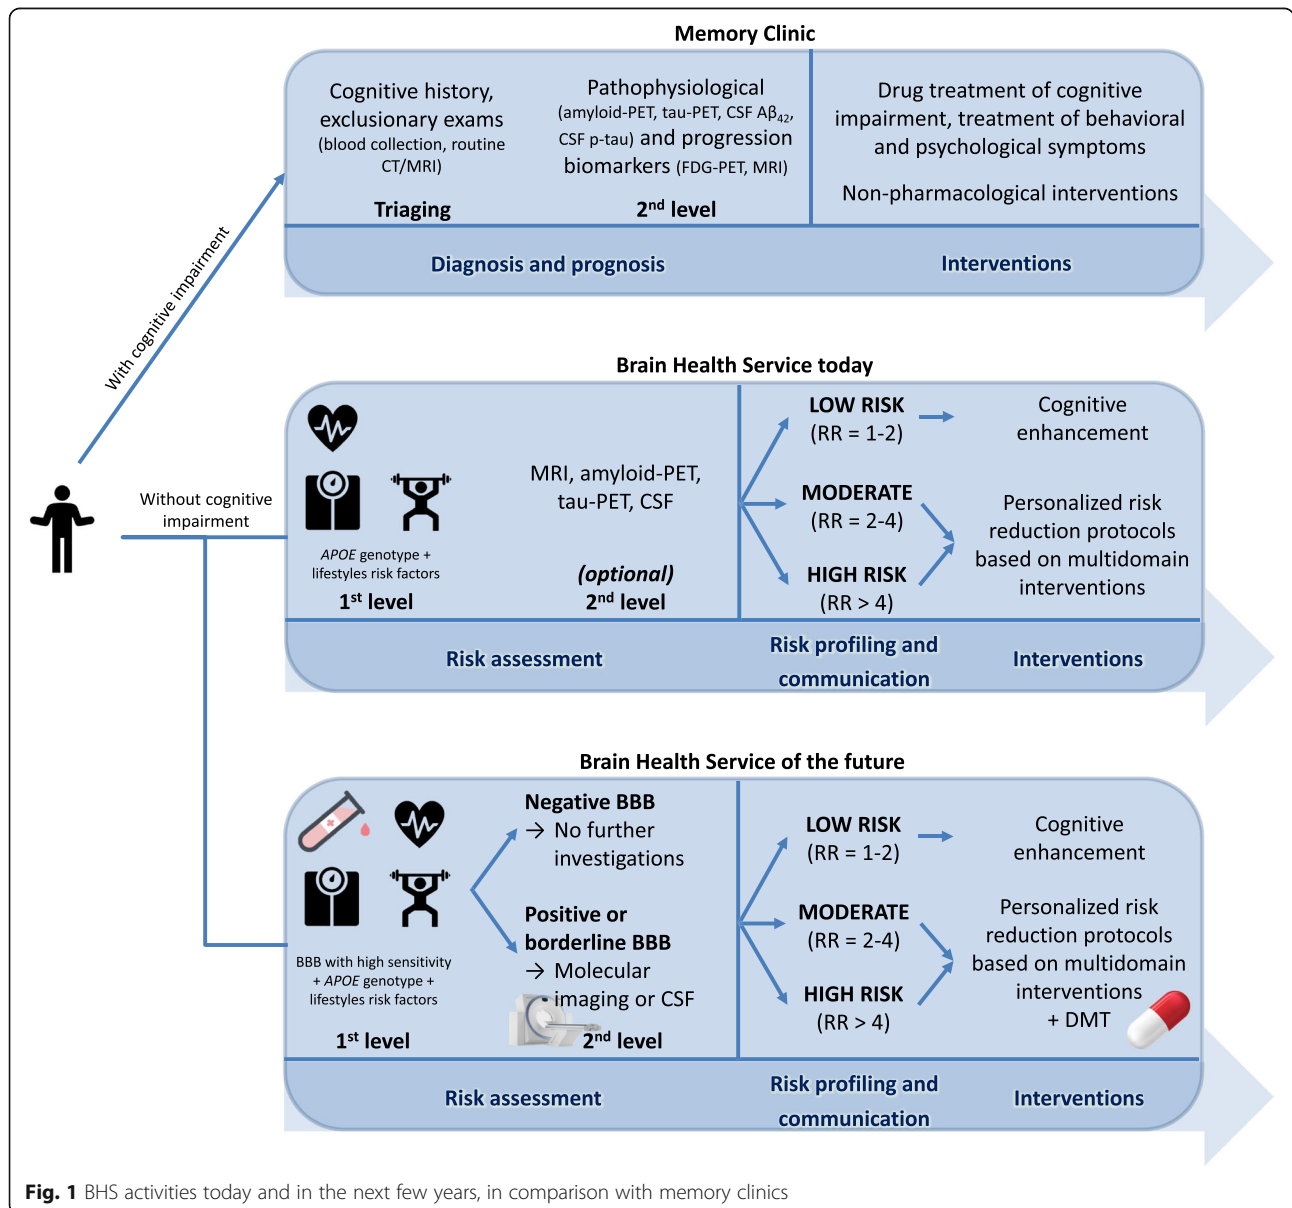 Memory Clinic
Cognitive history,
exclusionary exams
(blood collection, routine
CT/MRI)
Triaging
Pathophysiological
(amyloid-PET, tau-PET, CSF Aβ₄₂,
CSF p-tau) and progression
biomarkers (FDG-PET, MRI)
2nd level
Drug treatment of cognitive
impairment, treatment of behavioral
and psychological symptoms
Non-pharmacological interventions
Diagnosis and prognosis
Interventions
With cognitive impairment
Without cognitive
impairment
Brain Health Service today
APOE genotype +
lifestyles risk factors
1st level
MRI, amyloid-PET,
tau-PET, CSF
(optional)
2nd level
LOW RISK
(RR = 1-2)
MODERATE
(RR = 2-4)
HIGH RISK
(RR > 4)
Cognitive
enhancement
Personalized risk
reduction protocols
based on multidomain
interventions
Risk assessment
Risk profiling and
communication
Interventions
Brain Health Service of the future
BBB with high sensitivity
+ APOE genotype +
lifestyles risk factors
1st level
Negative BBB
→ No further
investigations
Positive or
borderline BBB
→ Molecular
imaging or CSF
2nd level
LOW RISK
(RR = 1-2)
MODERATE
(RR = 2-4)
HIGH RISK
(RR > 4)
Cognitive
enhancement
Personalized risk
reduction protocols
based on multidomain
interventions
+ DMT
Risk assessment
Risk profiling and
communication
Interventions
Fig. 1 BHS activities today and in the next few years, in comparison with memory clinics